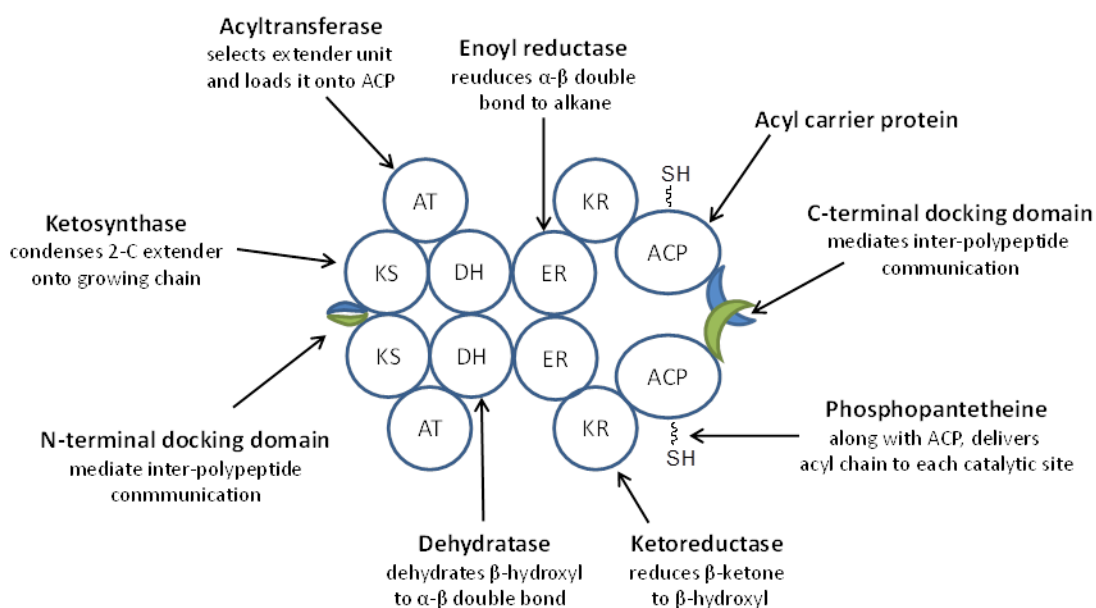 Acyltransferase
selects extender unit
and loads it onto ACP
Enoyl reductase
reuduces α-β double
bond to alkane
Acyl carrier protein
SH
AT
KR
C-terminal docking domain
mediates inter-polypeptide
communication
Ketosynthase
condenses 2-C extender
onto growing chain
KS
DH
ER
ACP
KS
DH
ER
ACP
AT
KR
SH
N-terminal docking domain
mediate inter-polypeptide
conmmunication
Phosphopantetheine
along with ACP, delivers
acyl chain to each catalytic site
Dehydratase
dehydrates β-hydroxyl
to α-β double bond
Ketoreductase
reduces β-ketone
to β-hydroxyl